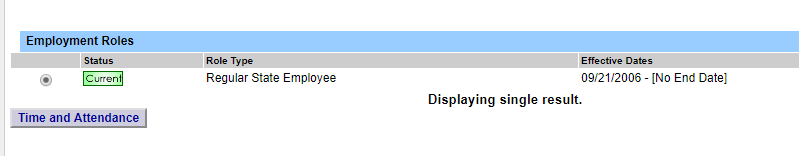 Employment Roles
Status Role Type Effective Dates
Current Regular State Employee 09/21/2006 - [No End Date]
Displaying single result.
Time and Attendance